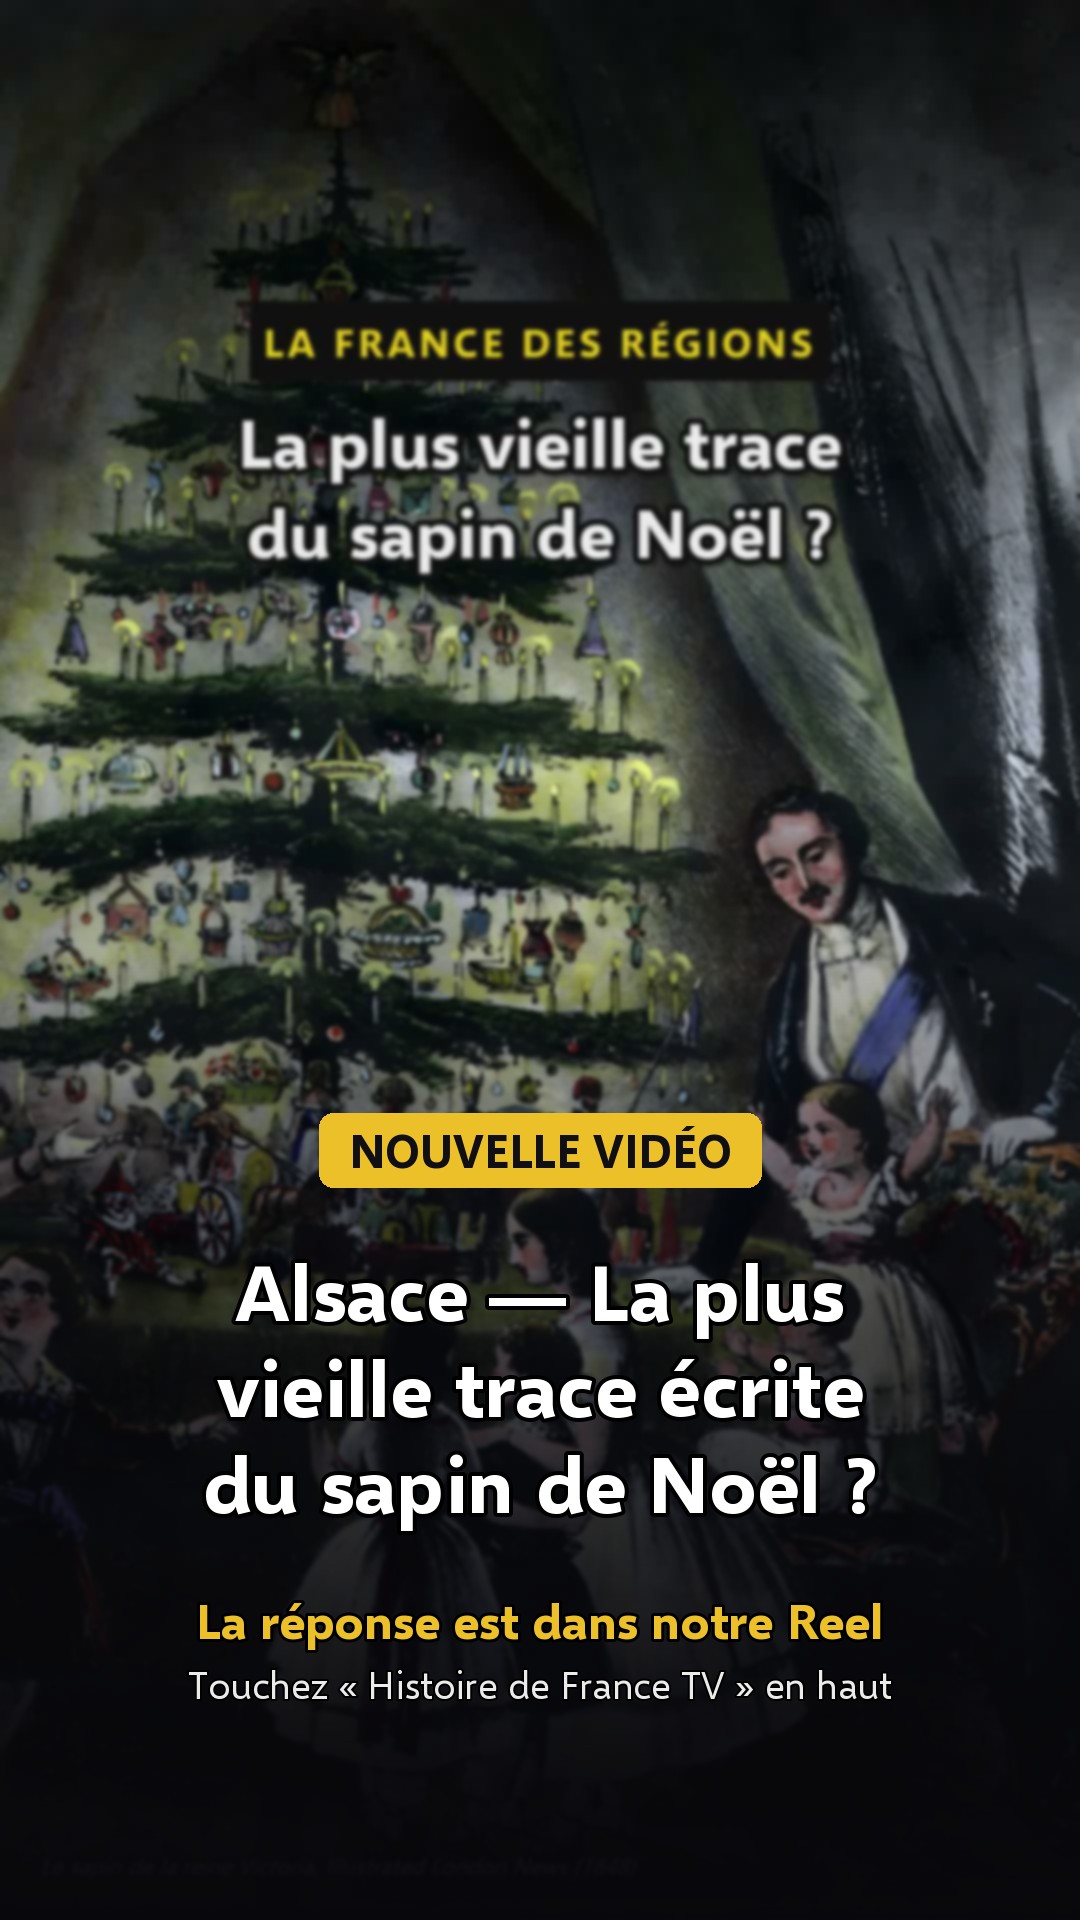 LA FRANCE DES RÉGIONS
La plus vieille trace
du sapin de Noël ?
NOUVELLE VIDÉO
Alsace — La plus
vieille trace écrite
du sapin de Noël ?
La réponse est dans notre Reel
Touchez « Histoire de France TV » en haut